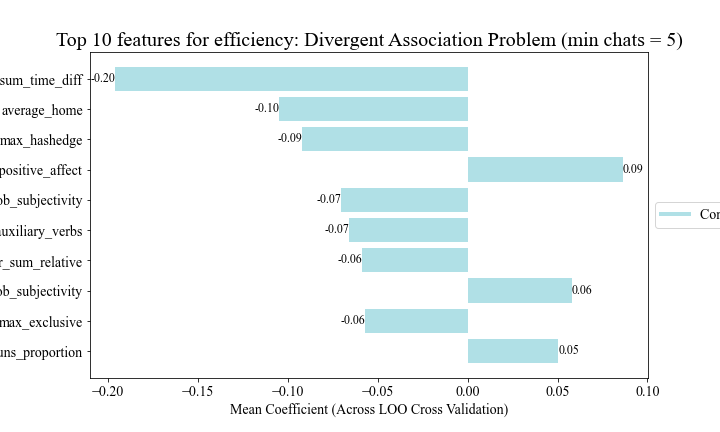 Top 10 features for efficiency: Divergent Association Problem (min chats = 5)
sum_time_diff -0.20
average_home -0.10
max_hashedge -0.09
positive_affect 0.09
ob_subjectivity -0.07
auxiliary_verbs -0.07
r_sum_relative -0.06
ob_subjectivity 0.06
max_exclusive -0.06
uns_proportion 0.05
Cor
-0.20 -0.15 -0.10 -0.05 0.00 0.05 0.10
Mean Coefficient (Across LOO Cross Validation)